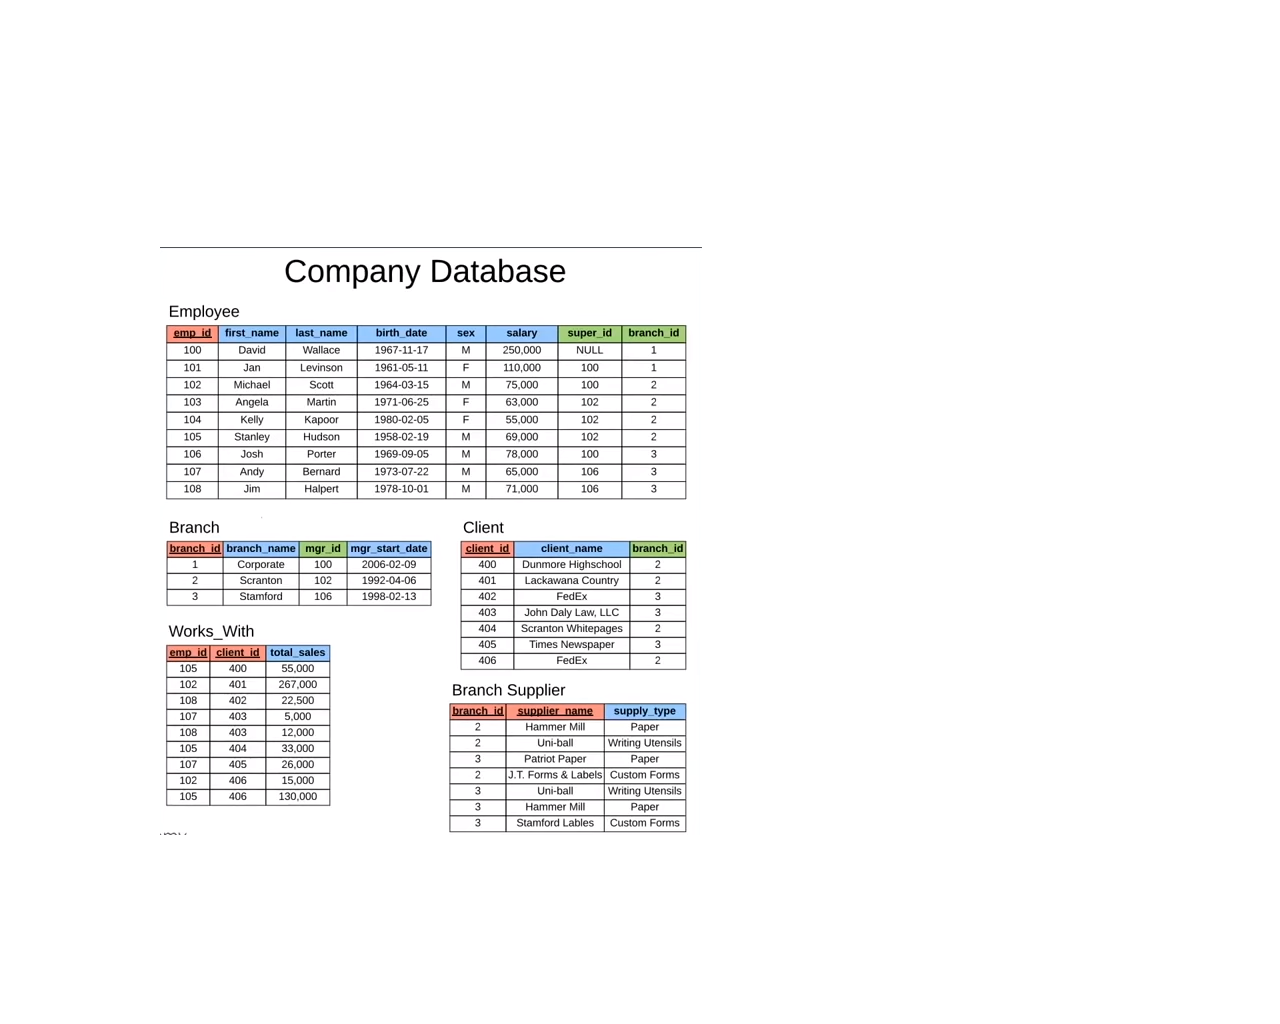 Company Database
Employee
emp_id first_name last_name birth_date sex salary super_id branch_id
100 David Wallace 1967-11-17 M 250,000 NULL 1
101 Jan Levinson 1961-05-11 F 110,000 100 1
102 Michael Scott 1964-03-15 M 75,000 100 2
103 Angela Martin 1971-06-25 F 63,000 102 2
104 Kelly Kapoor 1980-02-05 F 55,000 102 2
105 Stanley Hudson 1958-02-19 M 69,000 102 2
106 Josh Porter 1969-09-05 M 78,000 100 3
107 Andy Bernard 1973-07-22 M 65,000 106 3
108 Jim Halpert 1978-10-01 M 71,000 106 3
Branch
branch_id branch_name mgr_id mgr_start_date
1 Corporate 100 2006-02-09
2 Scranton 102 1992-04-06
3 Stamford 106 1998-02-13
Works_With
emp_id client_id total_sales
105 400 55,000
102 401 267,000
108 402 22,500
107 403 5,000
108 403 12,000
105 404 33,000
107 405 26,000
102 406 15,000
105 406 130,000
Client
client_id client_name branch_id
400 Dunmore Highschool 2
401 Lackawana Country 2
402 FedEx 3
403 John Daly Law, LLC 3
404 Scranton Whitepages 2
405 Times Newspaper 3
406 FedEx 2
Branch Supplier
branch_id supplier_name supply_type
2 Hammer Mill Paper
2 Uni-ball Writing Utensils
3 Patriot Paper Paper
2 J.T. Forms & Labels Custom Forms
3 Uni-ball Writing Utensils
3 Hammer Mill Paper
3 Stamford Lables Custom Forms